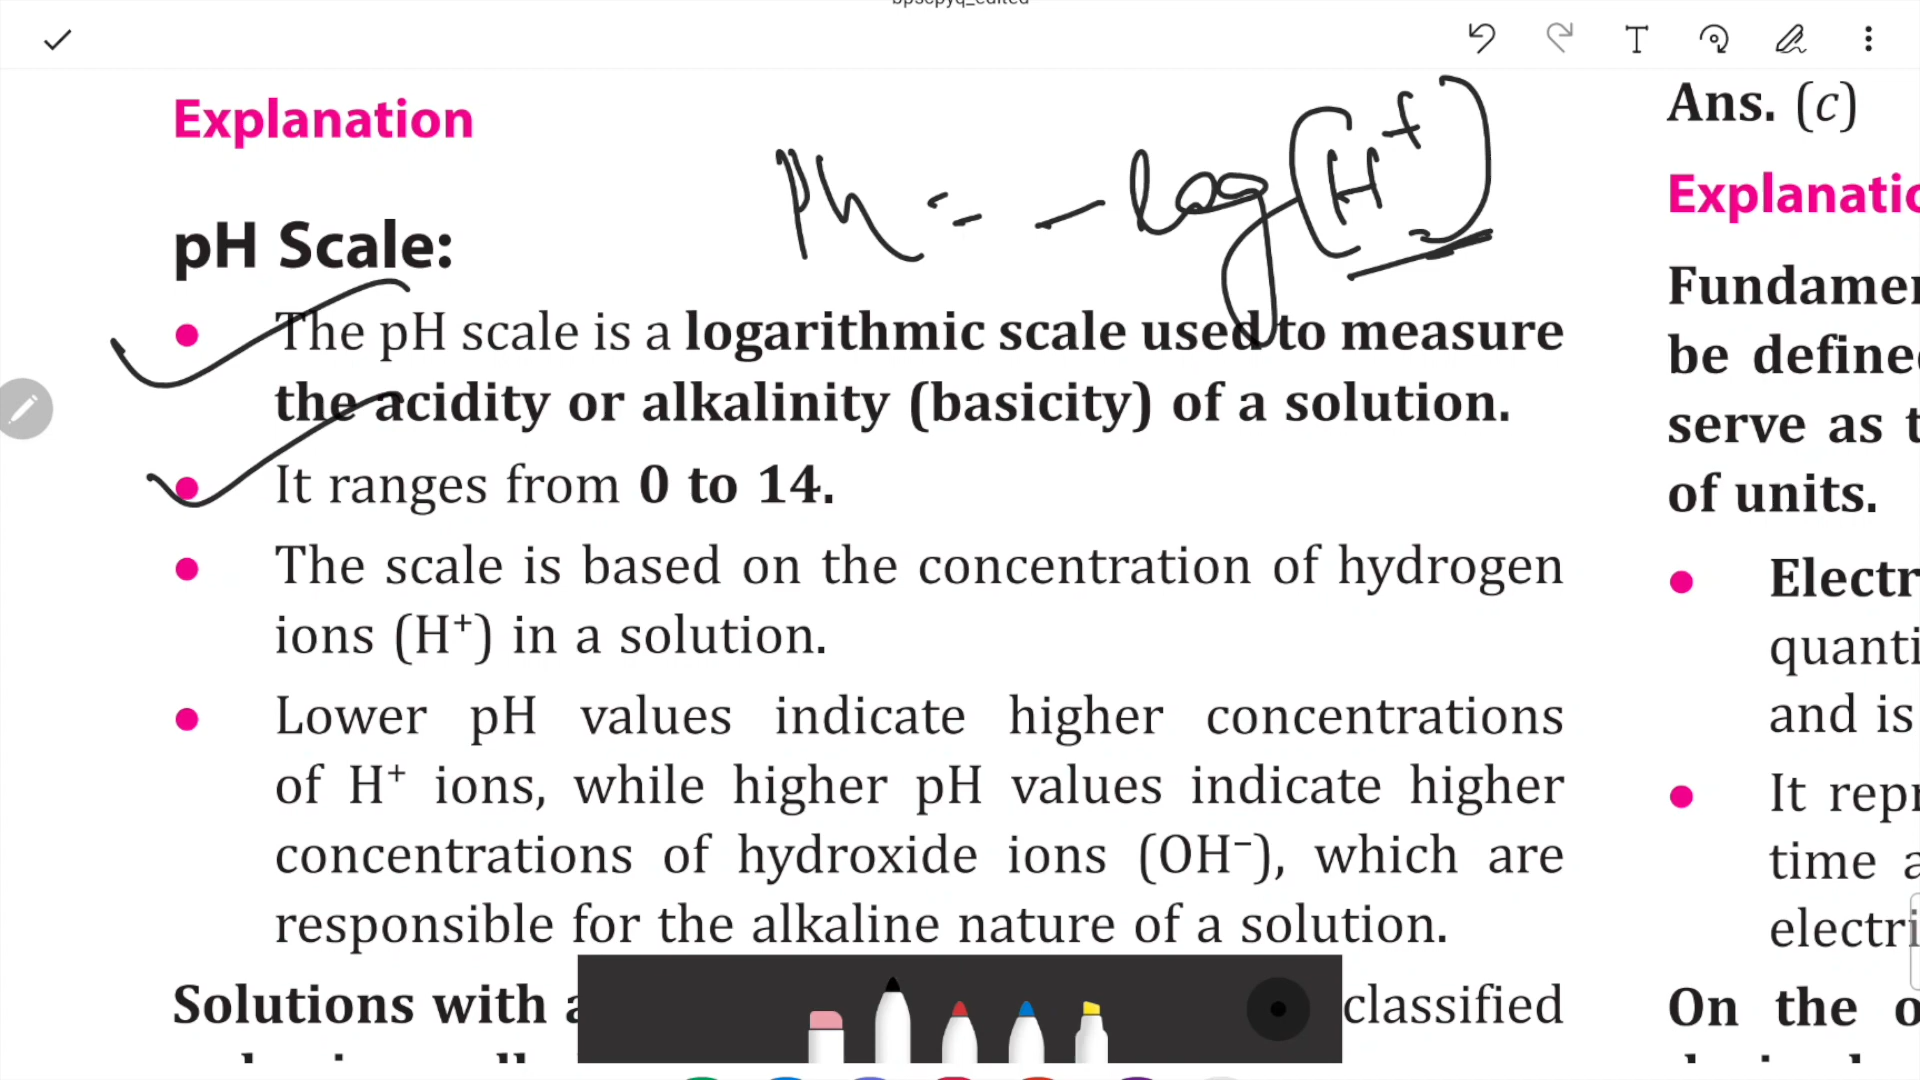 bpscpyq_edited
Explanation
Ph = - log (H+)
pH Scale:
The pH scale is a logarithmic scale used to measure
the acidity or alkalinity (basicity) of a solution.
It ranges from 0 to 14.
The scale is based on the concentration of hydrogen
ions (H⁺) in a solution.
Lower pH values indicate higher concentrations
of H⁺ ions, while higher pH values indicate higher
concentrations of hydroxide ions (OH⁻), which are
responsible for the alkaline nature of a solution.
Solutions with a
classified
Ans. (c)
Explanatio
Fundamen
be define
serve as t
of units.
Electr
quanti
and is
It repr
time a
electri
On the o